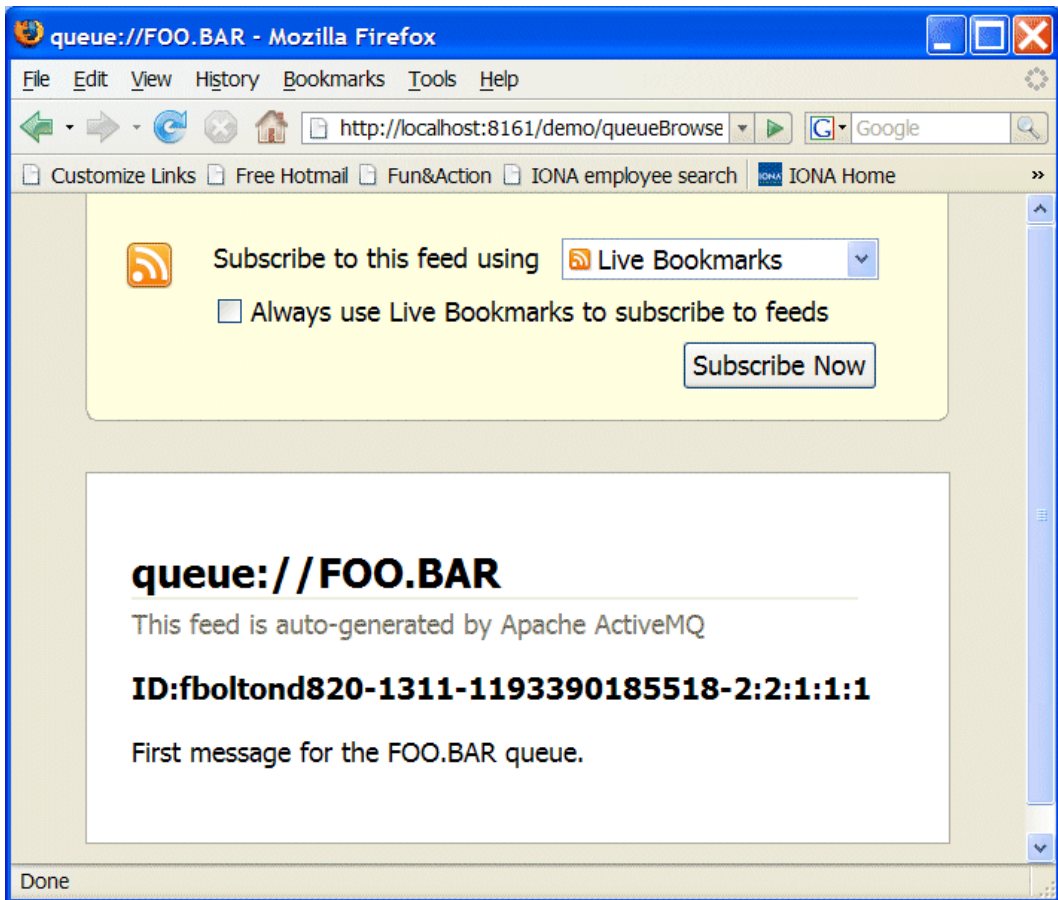 queue://FOO.BAR - Mozilla Firefox
File Edit View History Bookmarks Tools Help
http://localhost:8161/demo/queueBrowse G Google
Customize Links Free Hotmail Fun&Action IONA employee search IONA IONA Home »
Subscribe to this feed using Live Bookmarks
Always use Live Bookmarks to subscribe to feeds
Subscribe Now
queue://FOO.BAR
This feed is auto-generated by Apache ActiveMQ
ID:fboltond820-1311-1193390185518-2:2:1:1:1
First message for the FOO.BAR queue.
Done